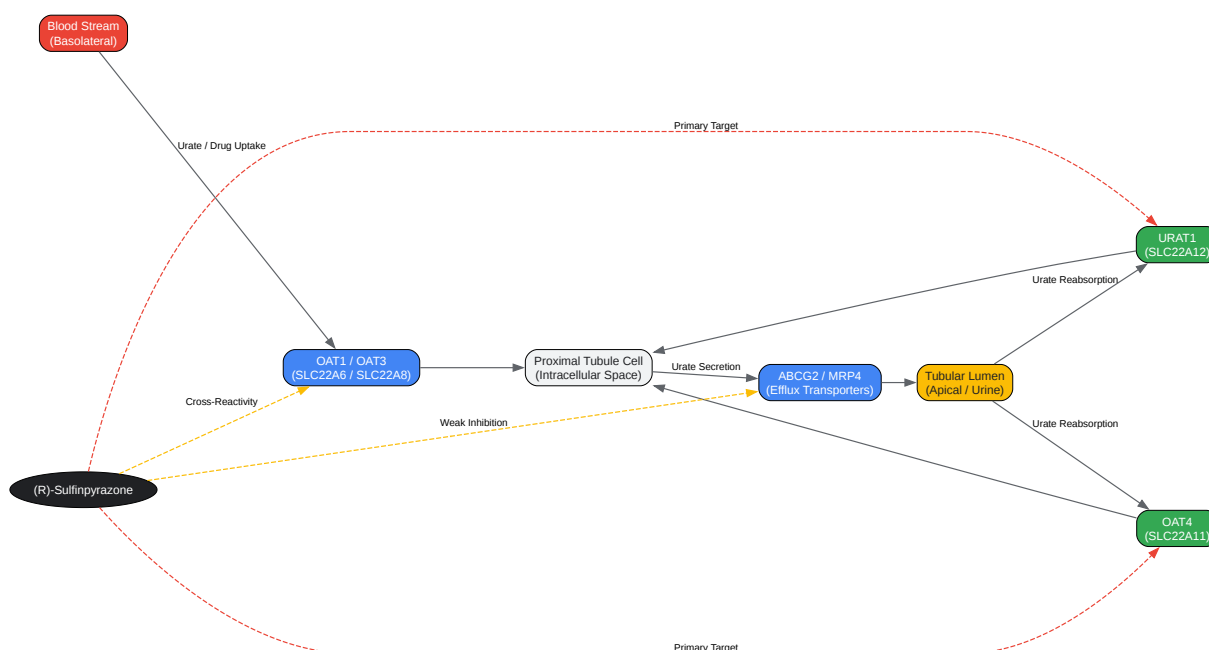 Blood Stream
(Basolateral)
Primary Target
Urate / Drug Uptake
URAT1
(SLC22A12)
Urate Reabsorption
OAT1 / OAT3
(SLC22A6 / SLC22A8)
Proximal Tubule Cell
(Intracellular Space)
Urate Secretion
ABCG2 / MRP4
(Efflux Transporters)
Tubular Lumen
(Apical / Urine)
Cross-Reactivity
Weak Inhibition
Urate Reabsorption
(R)-Sulfinpyrazone
OAT4
(SLC22A11)
Primary Target